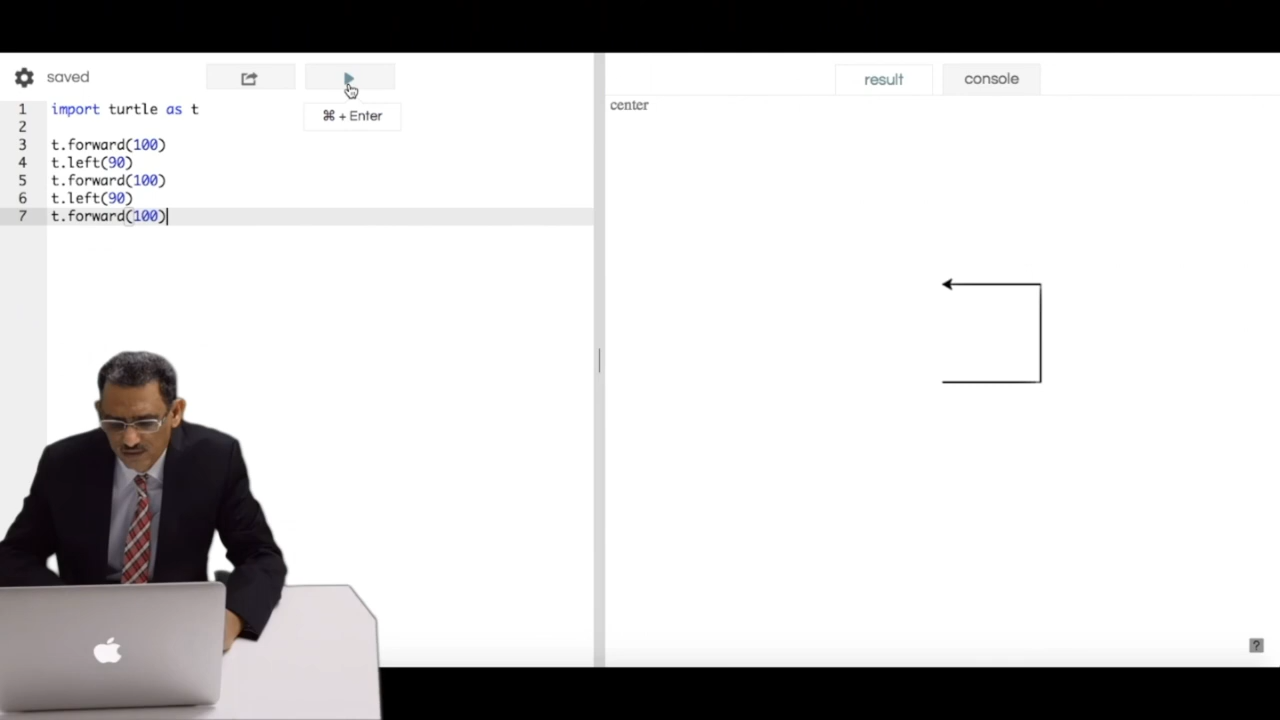 saved
⌘ + Enter
1 import turtle as t
2
3 t.forward(100)
4 t.left(90)
5 t.forward(100)
6 t.left(90)
7 t.forward(100)
result
console
center
?